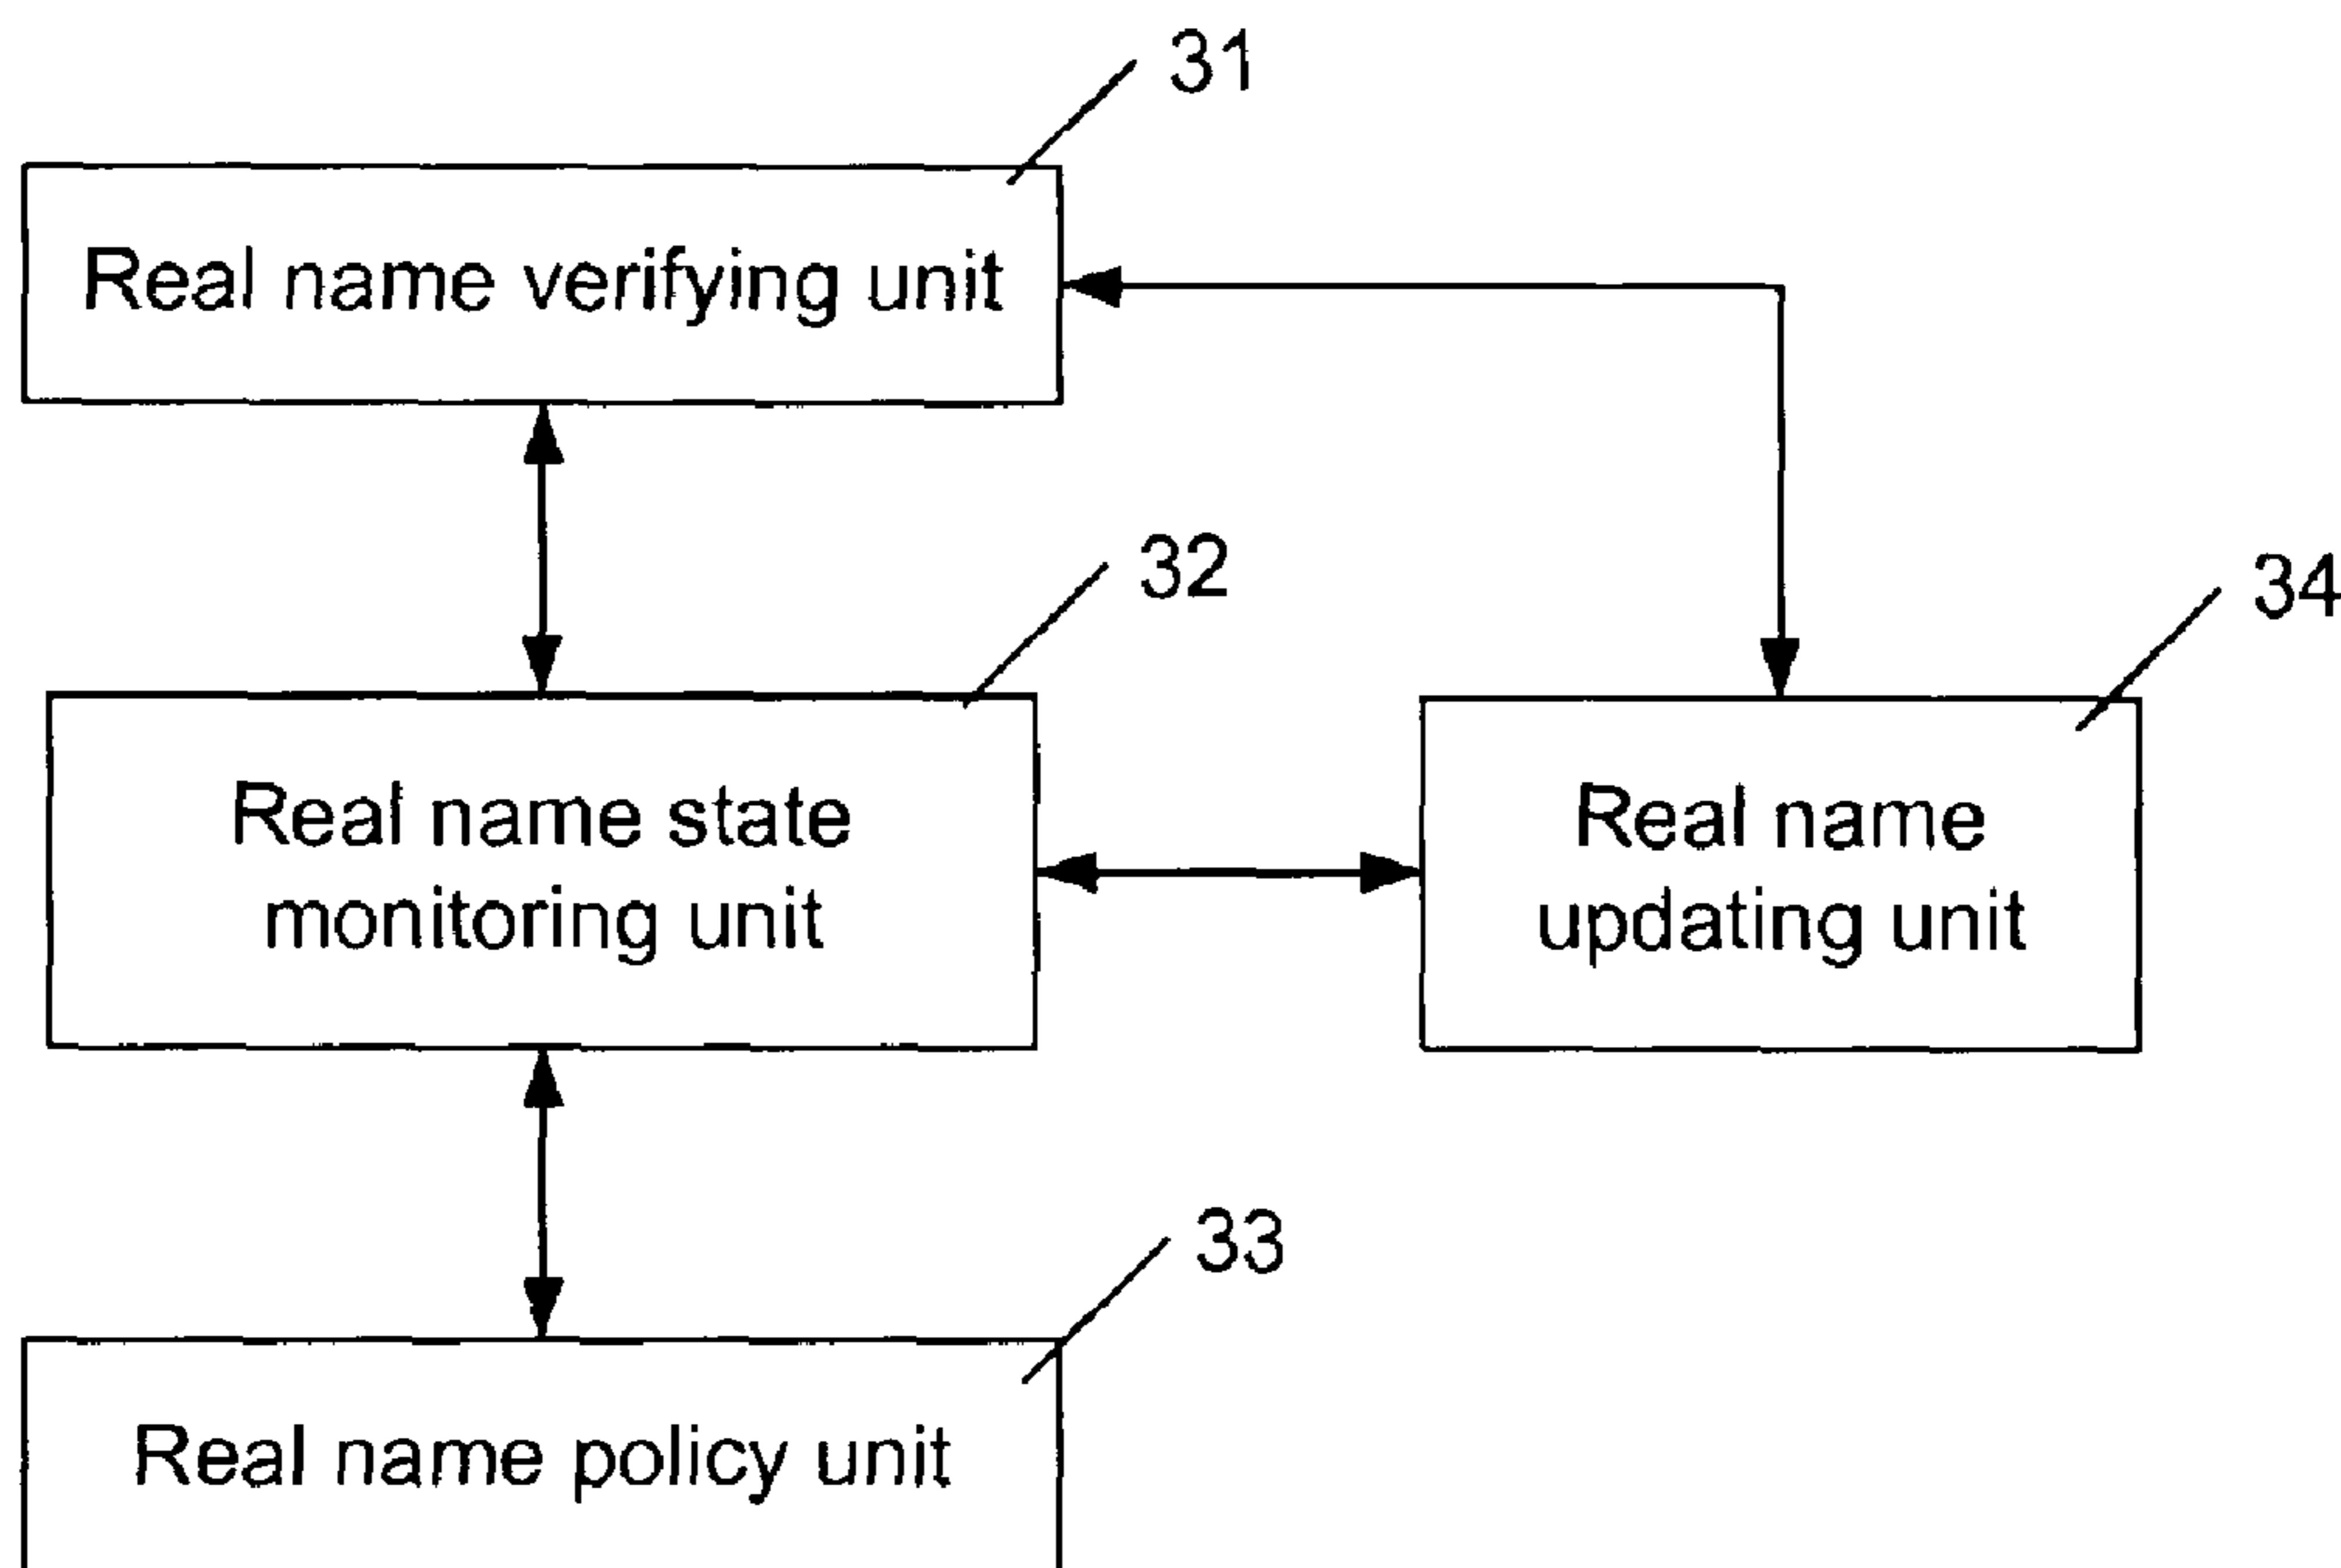 31
Real name verifying unit
32
34
Real name state
monitoring unit
Real name
updating unit
33
Real name policy unit